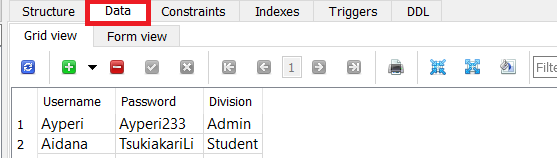 Structure Data Constraints Indexes Triggers DDL
Grid view Form view
1 Filte
Username Password Division
1 Ayperi Ayperi233 Admin
2 Aidana TsukiakariLi Student